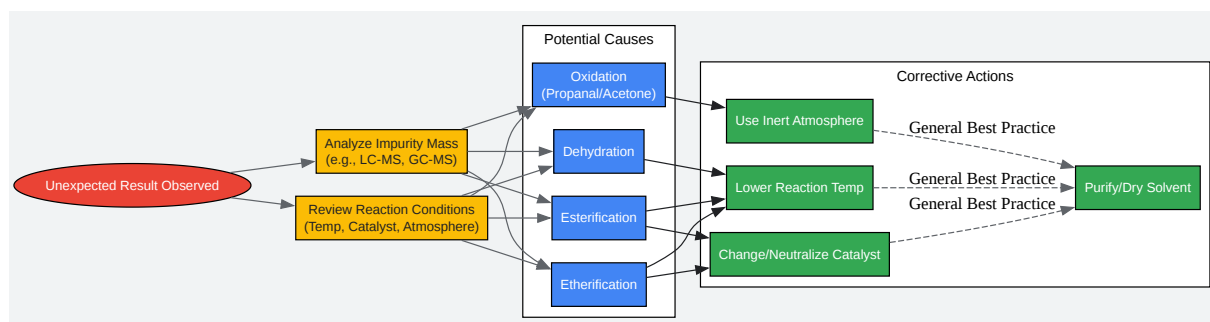 Potential Causes
Oxidation
(Propanal/Acetone)
Corrective Actions
Use Inert Atmosphere
General Best Practice
Analyze Impurity Mass
(e.g., LC-MS, GC-MS)
Dehydration
Unexpected Result Observed
Lower Reaction Temp
General Best Practice
Purify/Dry Solvent
Review Reaction Conditions
(Temp, Catalyst, Atmosphere)
Esterification
General Best Practice
Change/Neutralize Catalyst
Etherification